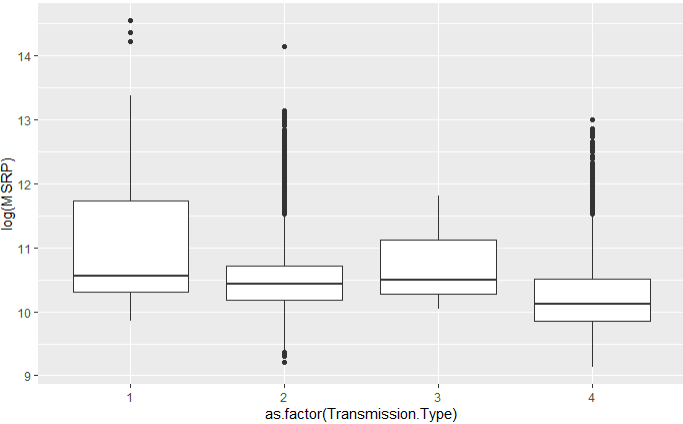 14
13
12
11
10
9
log(MSRP)
1 2 3 4
as.factor(Transmission.Type)